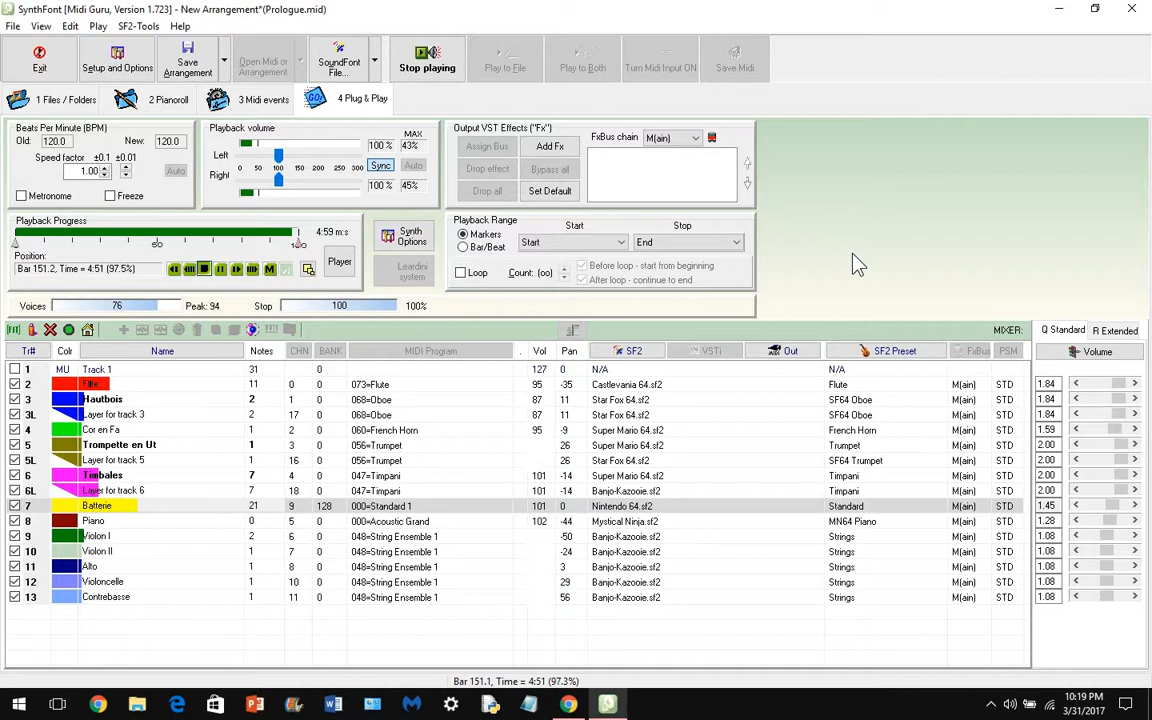 SynthFont [Midi Guru, Version 1.723] - New Arrangement*(Prologue.mid)
File View Edit Play SF2-Tools Help
Exit Setup and Options Save Arrangement Open Midi or Arrangement SoundFont File... Stop playing Play to File Play to Both Turn Midi Input ON Save Midi
1 Files / Folders 2 Pianoroll 3 Midi events GO! 4 Plug & Play
Beats Per Minute (BPM) Playback volume MAX Output VST Effects ("Fx") FxBus chain M(ain)
Old: 120.0 New: 120.0 Left 100 % 43% Assign Bus Add Fx
Speed factor ±0.1 ±0.01 0 50 100 150 200 250 300 Sync Auto Drop effect Bypass all
1.00 Auto Right 100 % 45% Drop all Set Default
Metronome Freeze
Playback Progress Playback Range
4:59 m:s Synth Options Markers Start Stop
50 100 Bar/Beat Start End
Position:
Bar 151.2, Time = 4:51 (97.5%) M Player Leardini system Loop Count: (oo) Before loop - start from beginning
After loop - continue to end
Voices 76 Peak: 94 Stop 100 100%
MIXER: Q Standard R Extended
Tr# Colr Name Notes CHN BANK MIDI Program . Vol Pan SF2 VSTi Out SF2 Preset FxBus PSM Volume
1 MU Track 1 31 0 127 0 N/A N/A
2 Flûte 11 0 0 073=Flute 95 -35 Castlevania 64.sf2 Flute M(ain) STD 1.84
3 Hautbois 2 1 0 068=Oboe 87 11 Star Fox 64.sf2 SF64 Oboe M(ain) STD 1.84
3L Layer for track 3 2 17 0 068=Oboe 87 11 Star Fox 64.sf2 SF64 Oboe M(ain) STD 1.84
4 Cor en Fa 1 2 0 060=French Horn 95 -9 Super Mario 64.sf2 French Horn M(ain) STD 1.59
5 Trompette en Ut 1 3 0 056=Trumpet 26 Super Mario 64.sf2 Trumpet M(ain) STD 2.00
5L Layer for track 5 1 16 0 056=Trumpet 26 Star Fox 64.sf2 SF64 Trumpet M(ain) STD 2.00
6 Timbales 7 4 0 047=Timpani 101 -14 Super Mario 64.sf2 Timpani M(ain) STD 2.00
6L Layer for track 6 7 18 0 047=Timpani 101 -14 Banjo-Kazooie.sf2 Timpani M(ain) STD 2.00
7 Batterie 21 9 128 000=Standard 1 101 0 Nintendo 64.sf2 Standard M(ain) STD 1.45
8 Piano 0 5 0 000=Acoustic Grand 102 -44 Mystical Ninja.sf2 MN64 Piano M(ain) STD 1.28
9 Violon I 2 6 0 048=String Ensemble 1 -50 Banjo-Kazooie.sf2 Strings M(ain) STD 1.08
10 Violon II 1 7 0 048=String Ensemble 1 -24 Banjo-Kazooie.sf2 Strings M(ain) STD 1.08
11 Alto 1 8 0 048=String Ensemble 1 3 Banjo-Kazooie.sf2 Strings M(ain) STD 1.08
12 Violoncelle 1 10 0 048=String Ensemble 1 29 Banjo-Kazooie.sf2 Strings M(ain) STD 1.08
13 Contrebasse 1 11 0 048=String Ensemble 1 56 Banjo-Kazooie.sf2 Strings M(ain) STD 1.08
Bar 151.1, Time = 4:51 (97.3%)
10:19 PM
3/31/2017